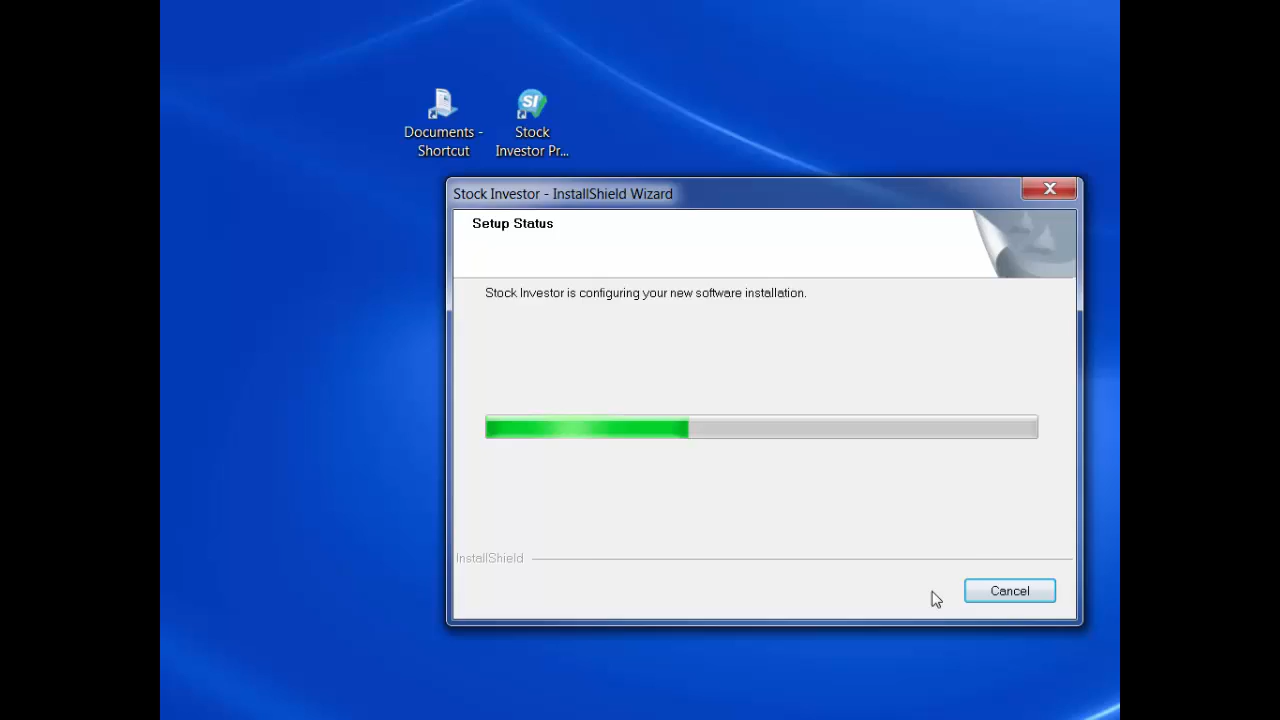 SI
Documents -
Shortcut
Stock
Investor Pr...
Stock Investor - InstallShield Wizard
Setup Status
Stock Investor is configuring your new software installation.
InstallShield
Cancel